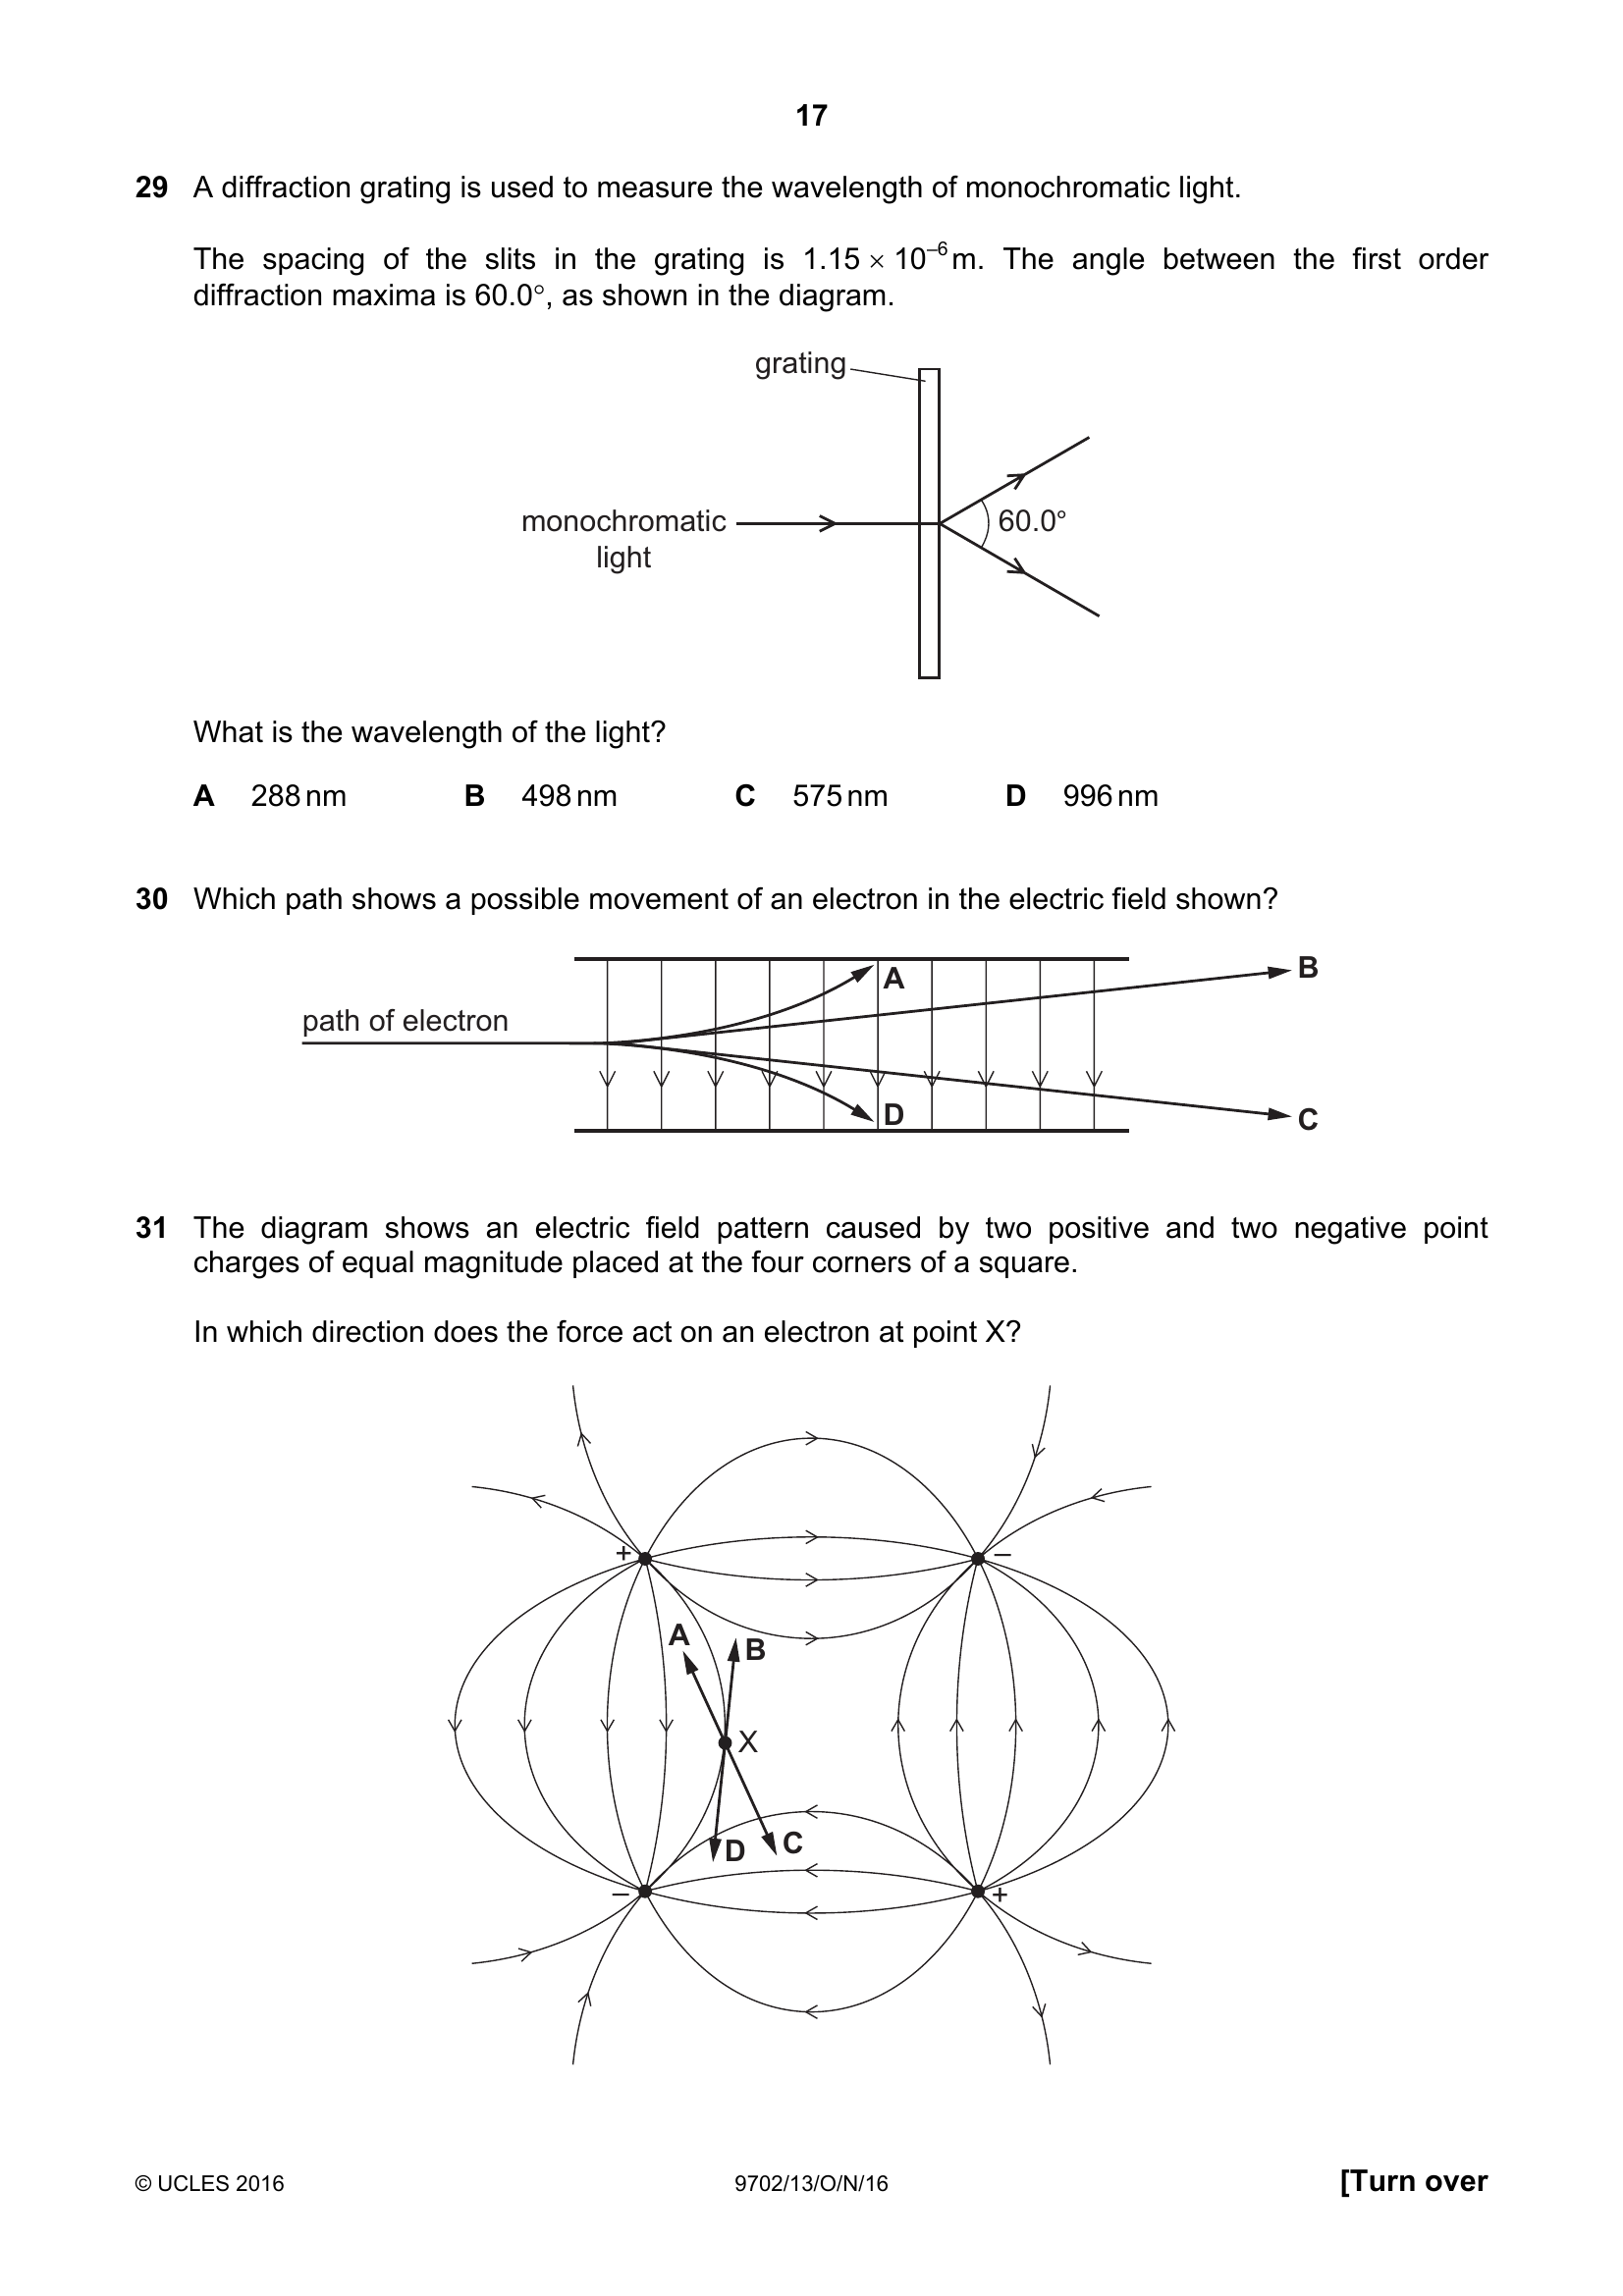 17
29 A diffraction grating is used to measure the wavelength of monochromatic light.
The spacing of the slits in the grating is 1.15 × 10⁻⁶ m. The angle between the first order
diffraction maxima is 60.0°, as shown in the diagram.
grating
monochromatic
light
60.0°
What is the wavelength of the light?
A 288 nm B 498 nm C 575 nm D 996 nm
30 Which path shows a possible movement of an electron in the electric field shown?
path of electron
A
B
D
C
31 The diagram shows an electric field pattern caused by two positive and two negative point
charges of equal magnitude placed at the four corners of a square.
In which direction does the force act on an electron at point X?
+ –
A B
X
D C
– +
© UCLES 2016 9702/13/O/N/16 [Turn over